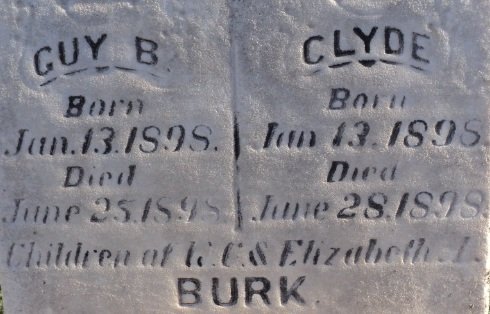 GUY B. CLYDE
Born Born
Jan. 13. 1898. Jan 13. 1898.
Died Died
June 25. 1898. June 28. 1898.
Children of & Elizabeth
BURK.